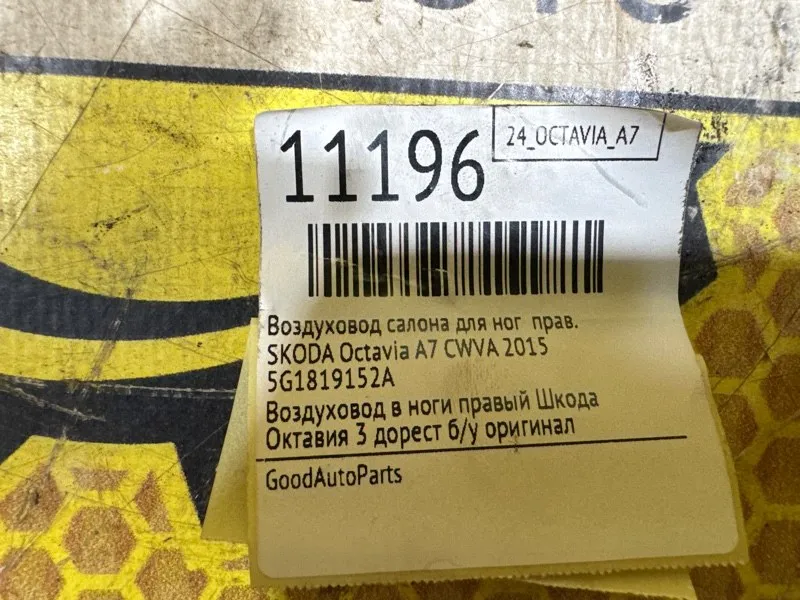 11196
24_OCTAVIA_A7
Воздуховод салона для ног прав.
SKODA Octavia A7 CWVA 2015
5G1819152A
Воздуховод в ноги правый Шкода
Октавия 3 дорест б/у оригинал
GoodAutoParts